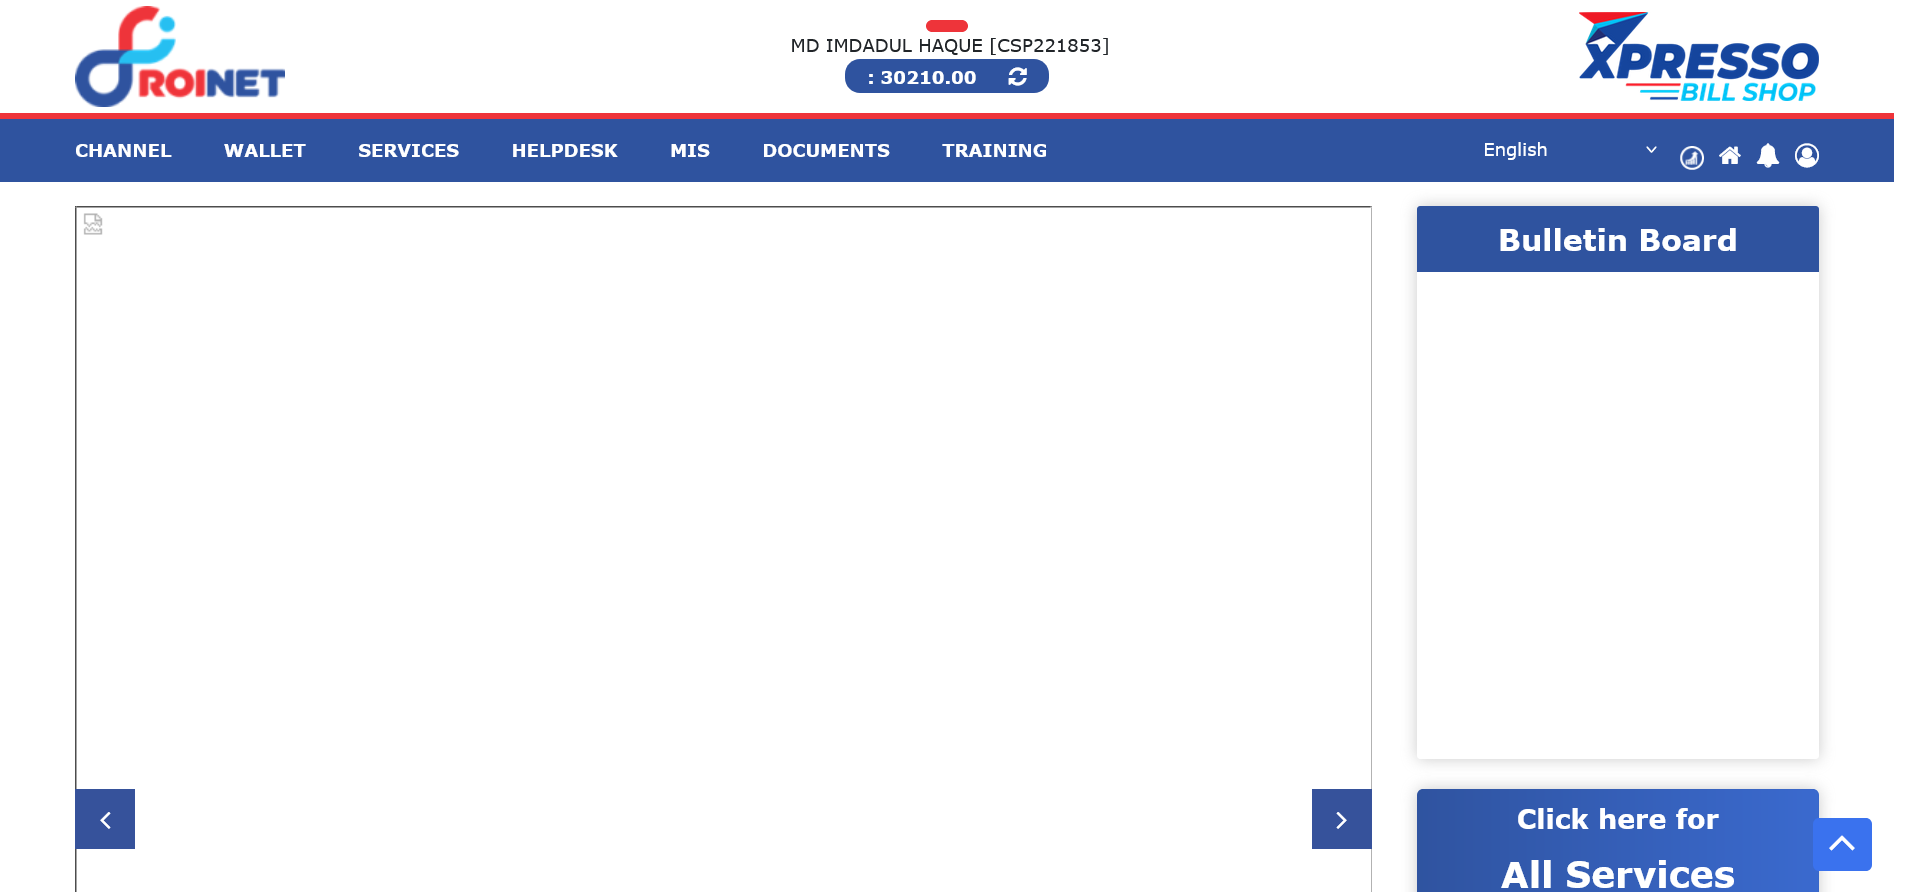 ROINET
MD IMDADUL HAQUE [CSP221853]
: 30210.00
XPRESSO
BILL SHOP
CHANNEL WALLET SERVICES HELPDESK MIS DOCUMENTS TRAINING English
Bulletin Board
Click here for
All Services